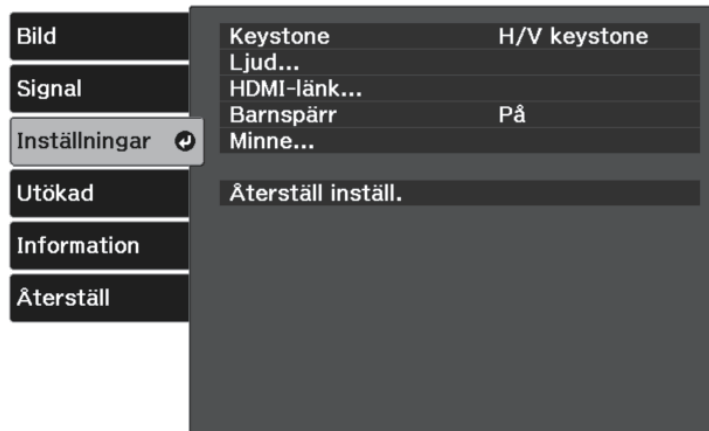 Bild
Signal
Inställningar
Utökad
Information
Återställ
Keystone H/V keystone
Ljud...
HDMI-länk...
Barnspärr På
Minne...
Återställ inställ.